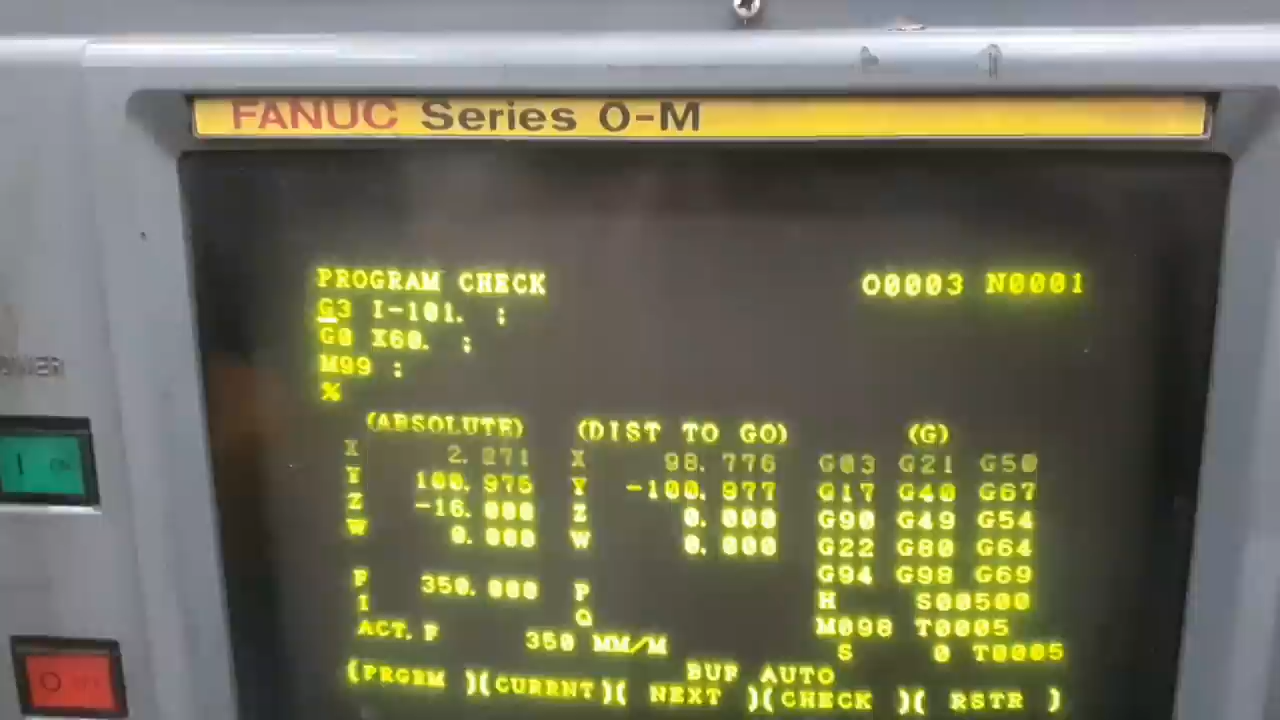 FANUC Series O-M
PROGRAM CHECK O0003 N0001
G3 I-101. ;
G0 X60. ;
M99 ;
%
(ABSOLUTE) (DIST TO GO) (G)
X 2.271 X 98.776 G03 G21 G50
Y 100.975 Y -100.977 G17 G40 G67
Z -16.000 Z 0.000 G90 G49 G54
W 0.000 W 0.000 G22 G80 G64
G94 G98 G69
F 350.000 P H S00500
I Q M098 T0005
ACT.F 350 MM/M S 0 T0005
BUF AUTO
(PRGRM )(CURRNT)( NEXT )(CHECK )( RSTR )
I ON
O